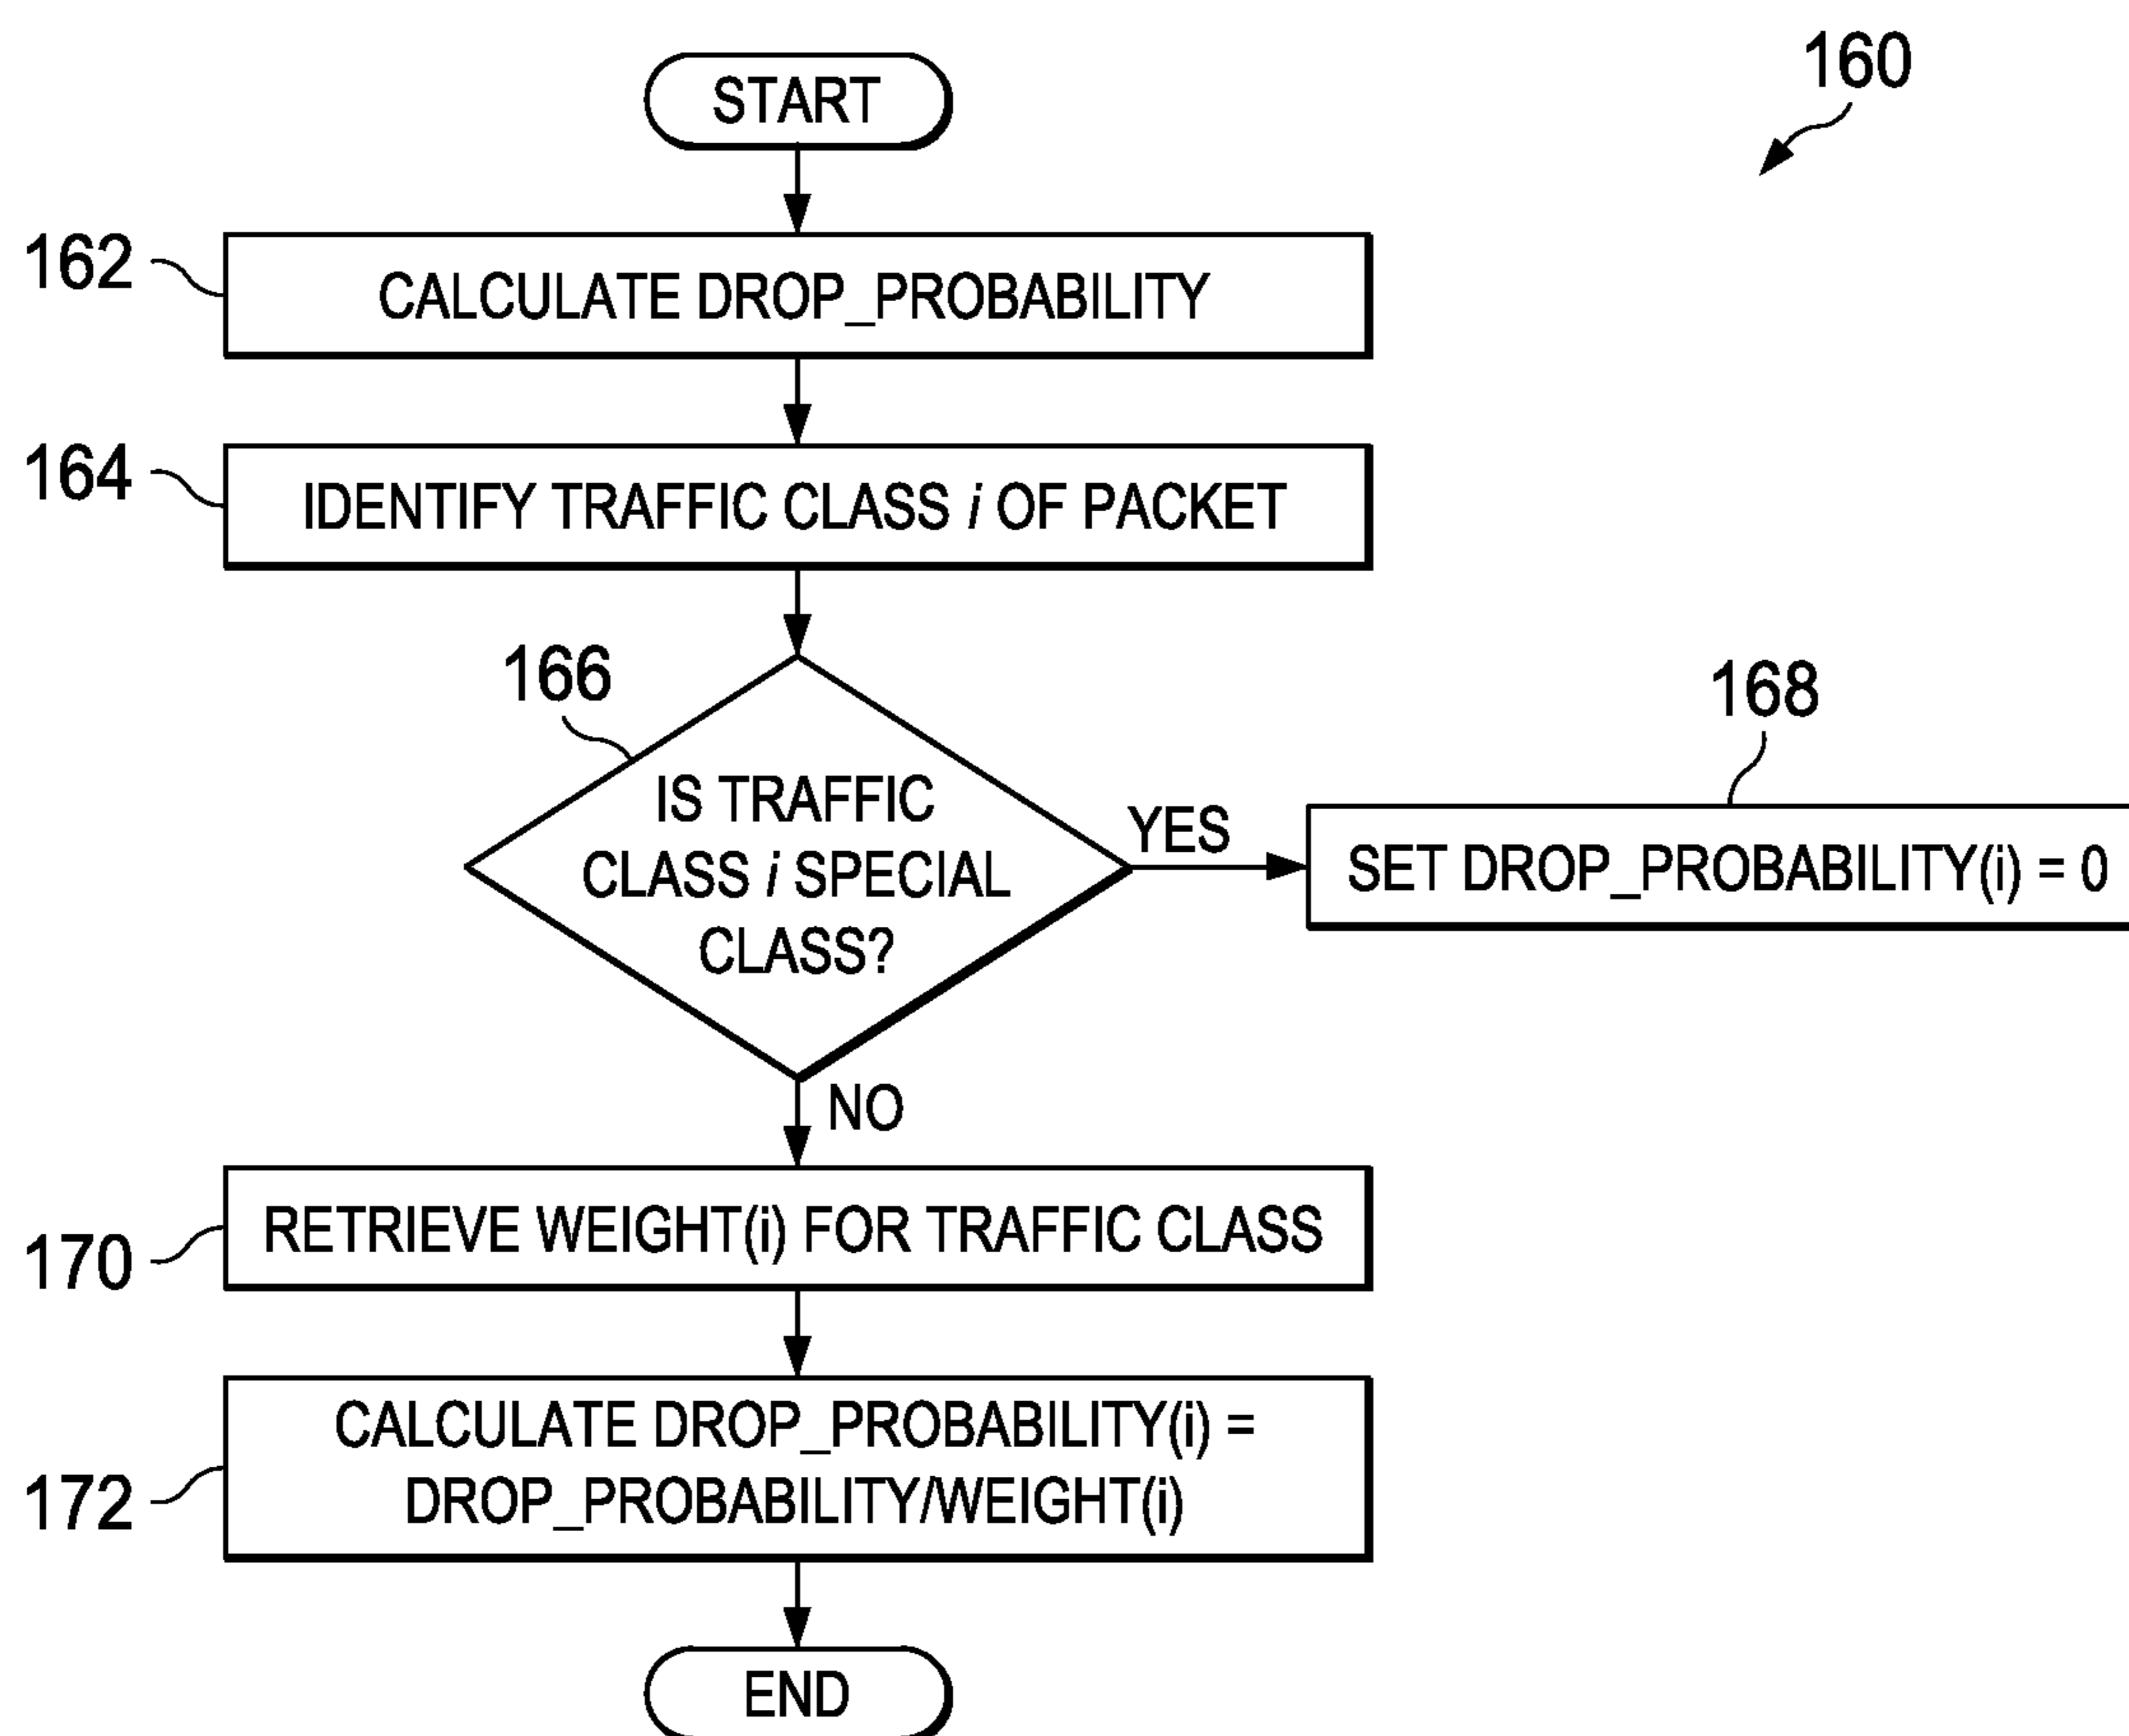 START
160
162
CALCULATE DROP_PROBABILITY
164
IDENTIFY TRAFFIC CLASS i OF PACKET
166
IS TRAFFIC
CLASS i SPECIAL
CLASS?
YES
168
SET DROP_PROBABILITY(i) = 0
NO
170
RETRIEVE WEIGHT(i) FOR TRAFFIC CLASS
172
CALCULATE DROP_PROBABILITY(i) =
DROP_PROBABILITY/WEIGHT(i)
END